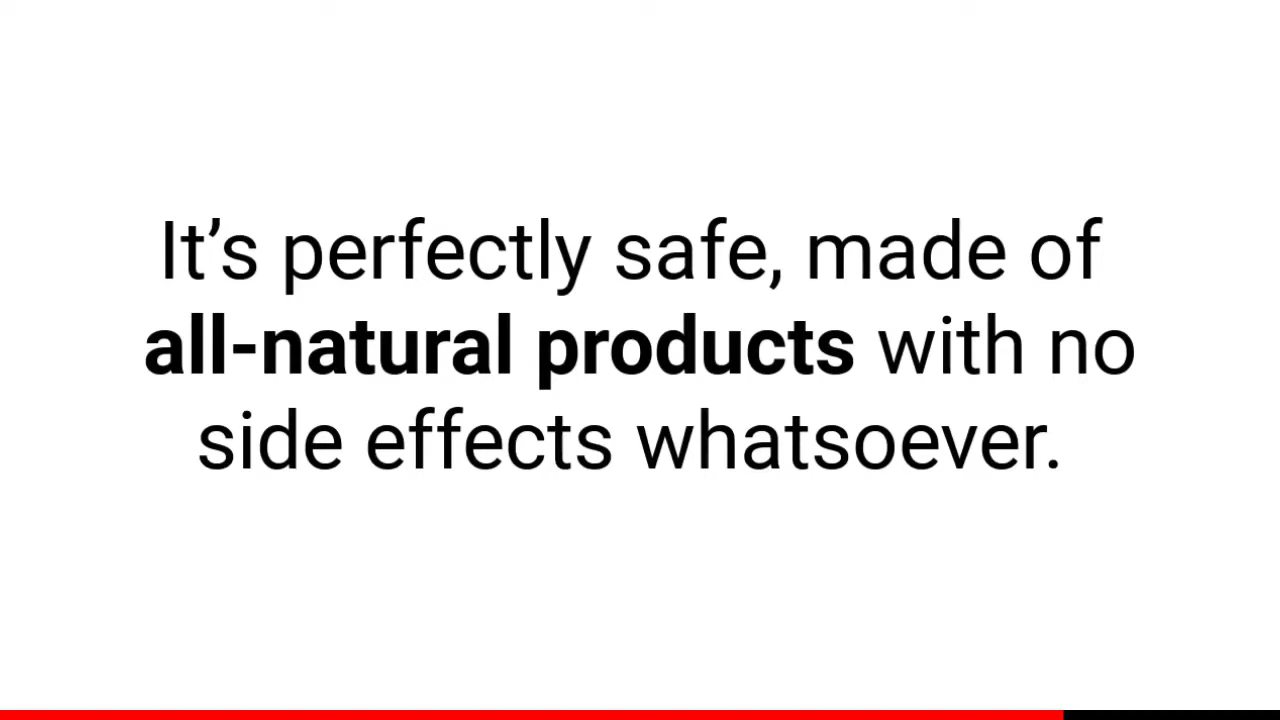 It’s perfectly safe, made of
all-natural products with no
side effects whatsoever.